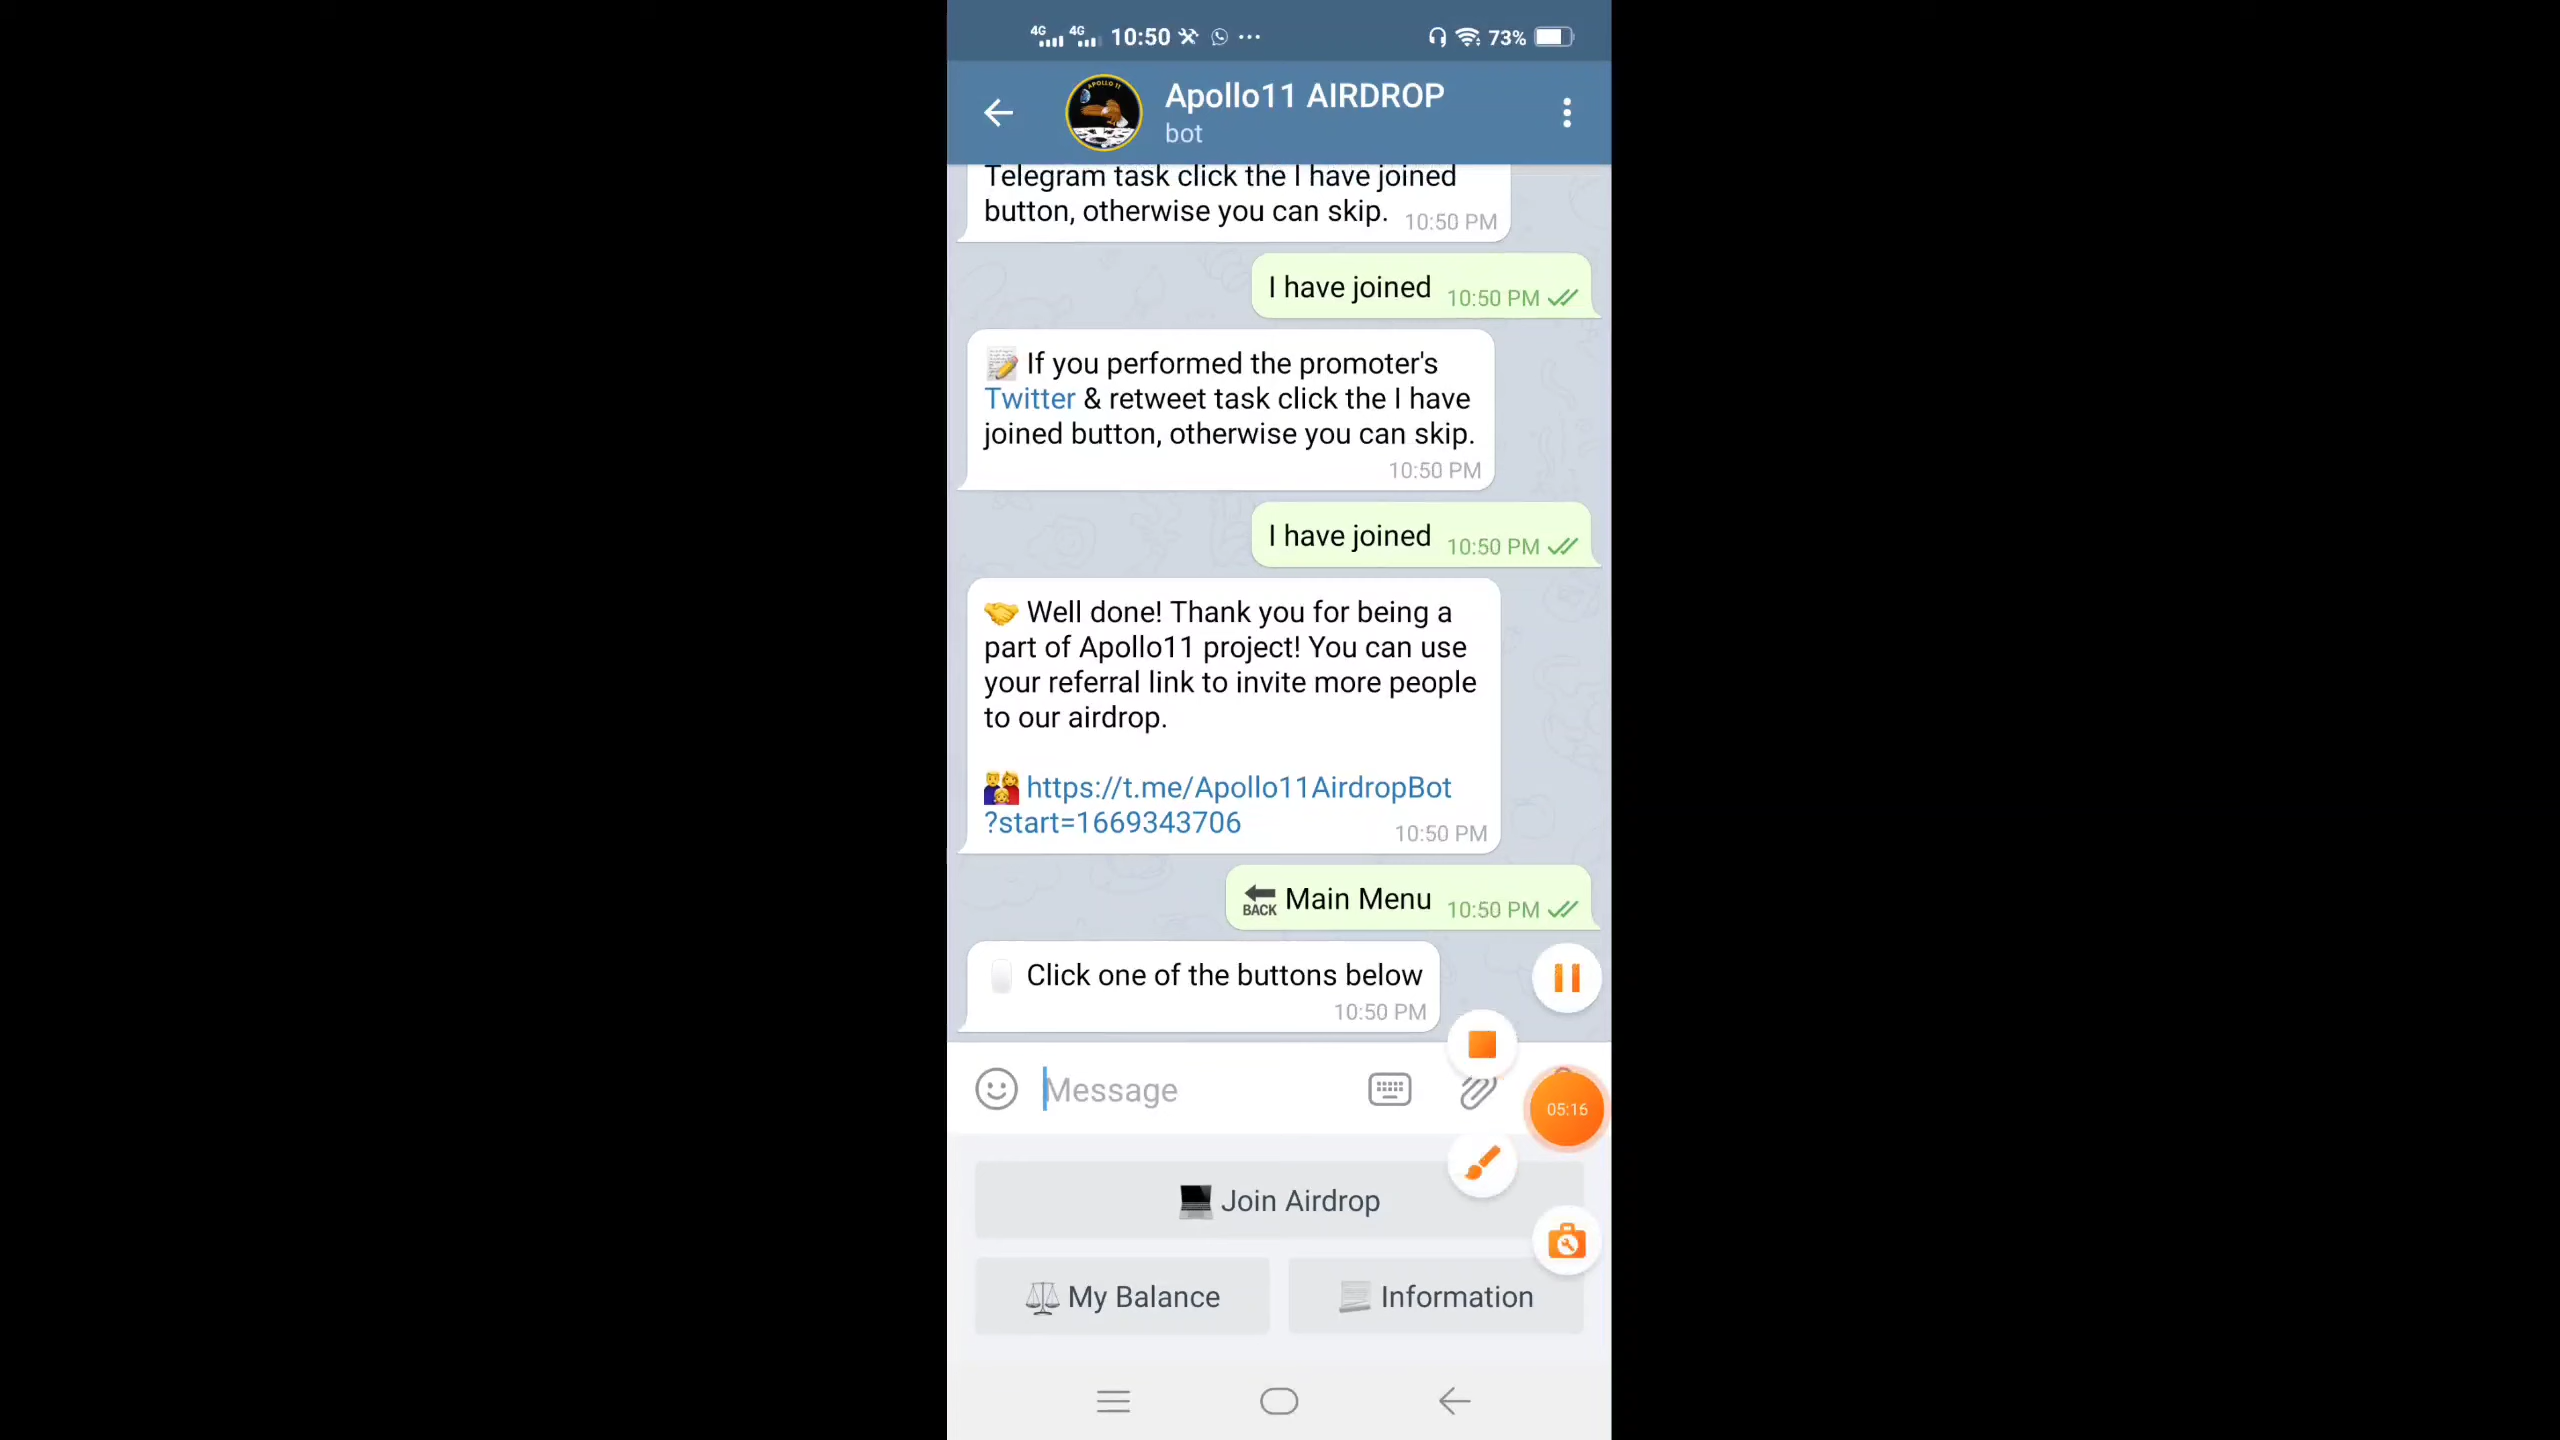 4G 4G 10:50 73%
APOLLO 11
Apollo11 AIRDROP
bot
Telegram task click the I have joined
button, otherwise you can skip. 10:50 PM
I have joined 10:50 PM
If you performed the promoter's
Twitter & retweet task click the I have
joined button, otherwise you can skip.
10:50 PM
I have joined 10:50 PM
Well done! Thank you for being a
part of Apollo11 project! You can use
your referral link to invite more people
to our airdrop.
https://t.me/Apollo11AirdropBot
?start=1669343706 10:50 PM
BACK Main Menu 10:50 PM
Click one of the buttons below
10:50 PM
Message
05:16
Join Airdrop
My Balance Information